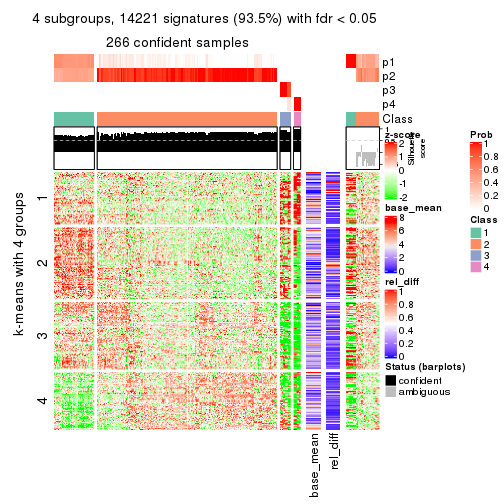 4 subgroups, 14221 signatures (93.5%) with fdr < 0.05
266 confident samples
p1
p2
p3
p4
Class
1
Silhouette score
k-means with 4 groups
1
2
3
4
base_mean
rel_diff
z-score
2
1
0
-1
-2
base_mean
8
6
4
2
0
rel_diff
1
0.8
0.6
0.4
0.2
0
Status (barplots)
confident
ambiguous
Prob
1
0.8
0.6
0.4
0.2
0
Class
1
2
3
4